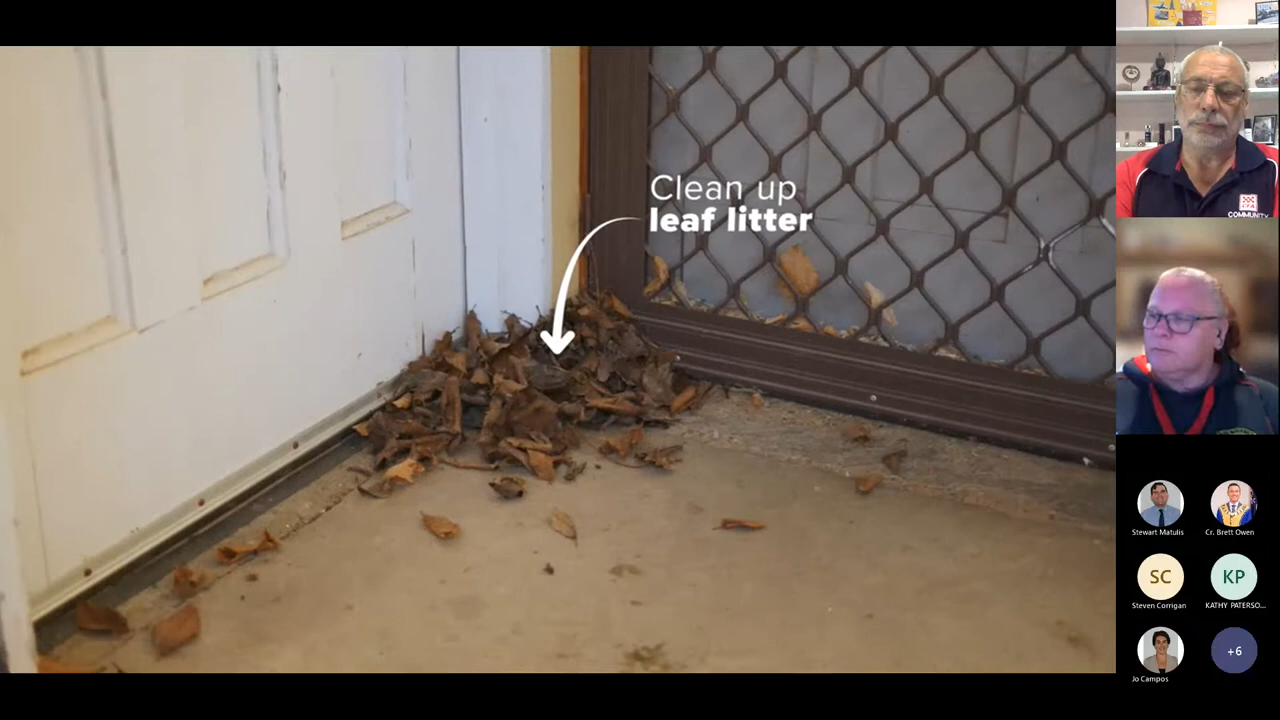 Clean up
leaf litter
CFA
COMMUNITY
Stewart Matulis
Cr. Brett Owen
SC
KP
Steven Corrigan
KATHY PATERSO...
Jo Campos
+6